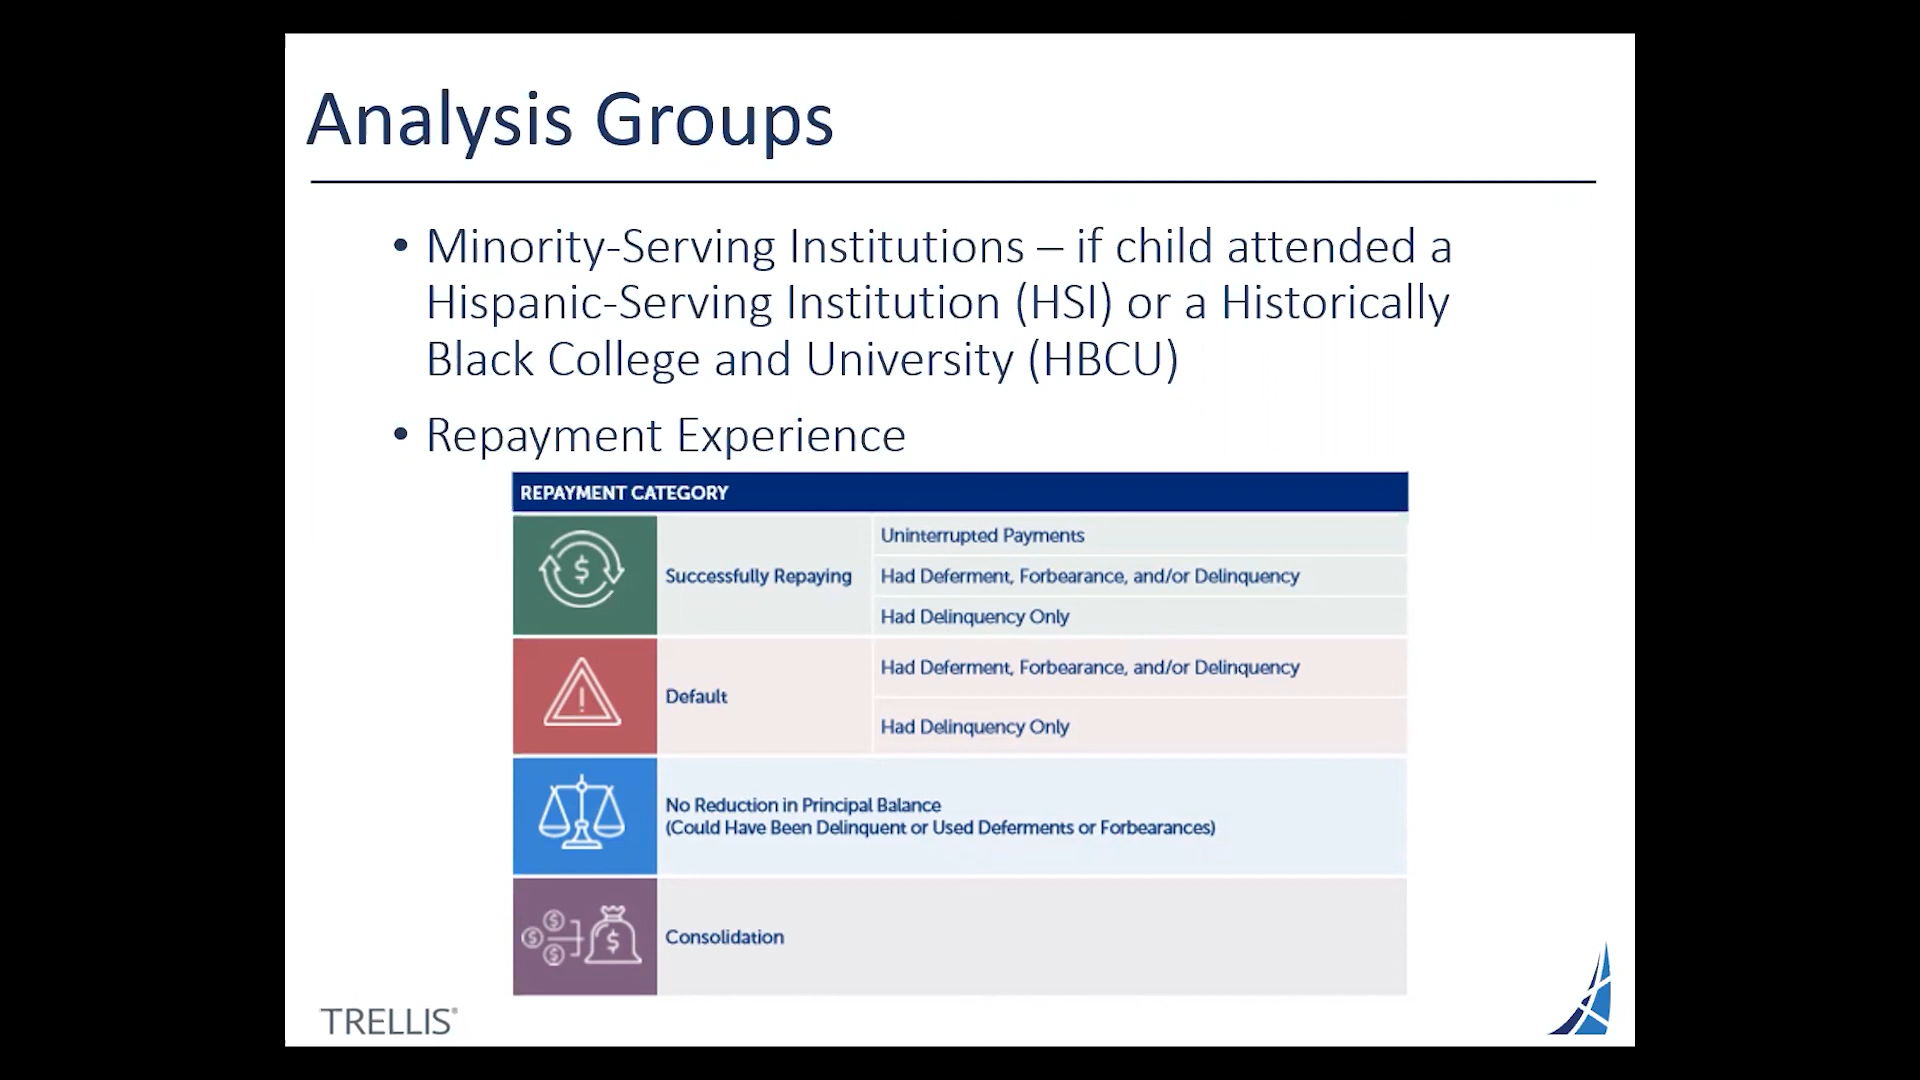 Analysis Groups
• Minority-Serving Institutions – if child attended a
Hispanic-Serving Institution (HSI) or a Historically
Black College and University (HBCU)
• Repayment Experience
REPAYMENT CATEGORY
Successfully Repaying
Uninterrupted Payments
Had Deferment, Forbearance, and/or Delinquency
Had Delinquency Only
Default
Had Deferment, Forbearance, and/or Delinquency
Had Delinquency Only
No Reduction in Principal Balance
(Could Have Been Delinquent or Used Deferments or Forbearances)
Consolidation
TRELLIS®